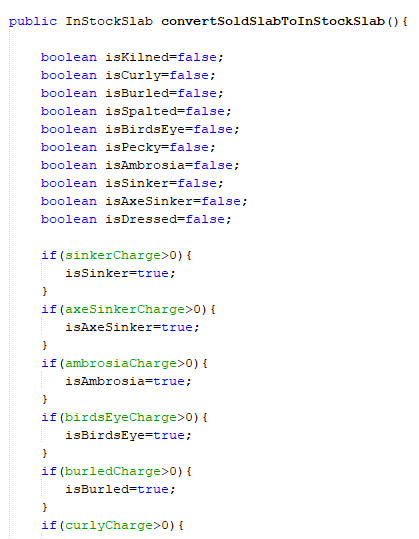 public InStockSlab convertSoldSlabToInStockSlab(){
boolean isKilned=false;
boolean isCurly=false;
boolean isBurled=false;
boolean isSpalted=false;
boolean isBirdsEye=false;
boolean isPecky=false;
boolean isAmbrosia=false;
boolean isSinker=false;
boolean isAxeSinker=false;
boolean isDressed=false;
if(sinkerCharge>0){
isSinker=true;
}
if(axeSinkerCharge>0){
isAxeSinker=true;
}
if(ambrosiaCharge>0){
isAmbrosia=true;
}
if(birdsEyeCharge>0){
isBirdsEye=true;
}
if(burledCharge>0){
isBurled=true;
}
if(curlyCharge>0){